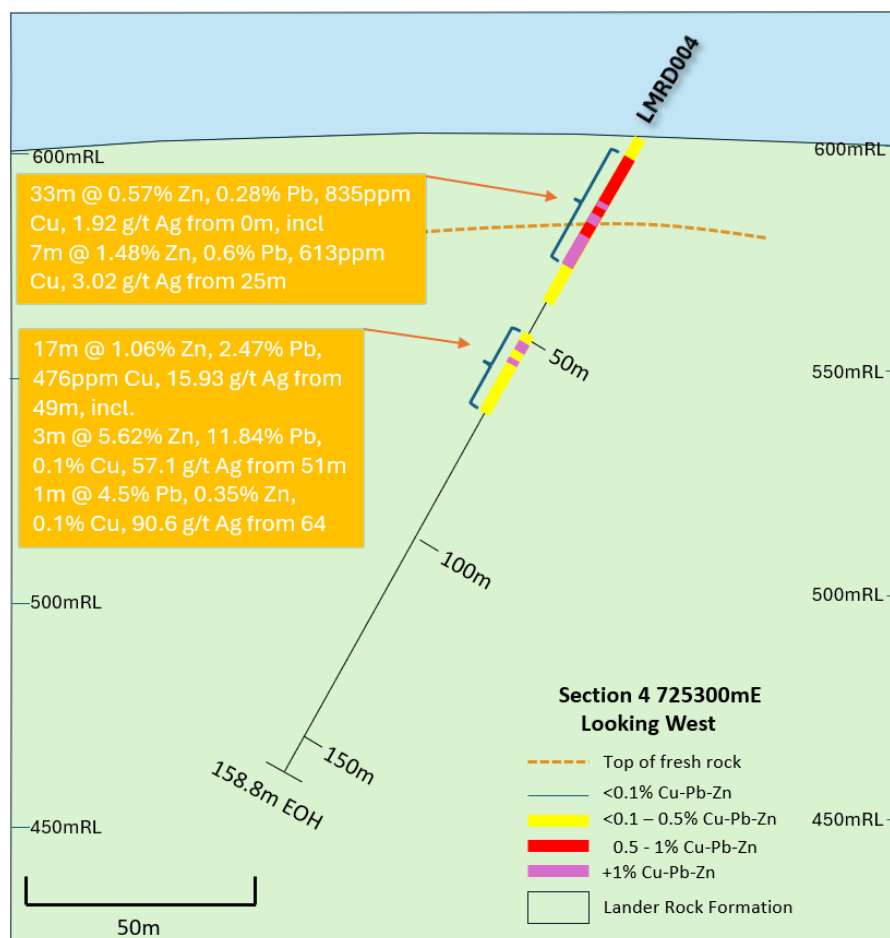 LMRD004
600mRL
600mRL
33m @ 0.57% Zn, 0.28% Pb, 835ppm
Cu, 1.92 g/t Ag from 0m, incl
7m @ 1.48% Zn, 0.6% Pb, 613ppm
Cu, 3.02 g/t Ag from 25m
17m @ 1.06% Zn, 2.47% Pb,
476ppm Cu, 15.93 g/t Ag from
49m, incl.
3m @ 5.62% Zn, 11.84% Pb,
0.1% Cu, 57.1 g/t Ag from 51m
1m @ 4.5% Pb, 0.35% Zn,
0.1% Cu, 90.6 g/t Ag from 64
50m
550mRL
100m
500mRL
500mRL
150m
158.8m EOH
450mRL
450mRL
50m
Section 4 725300mE
Looking West
Top of fresh rock
<0.1% Cu-Pb-Zn
<0.1 – 0.5% Cu-Pb-Zn
0.5 - 1% Cu-Pb-Zn
+1% Cu-Pb-Zn
Lander Rock Formation